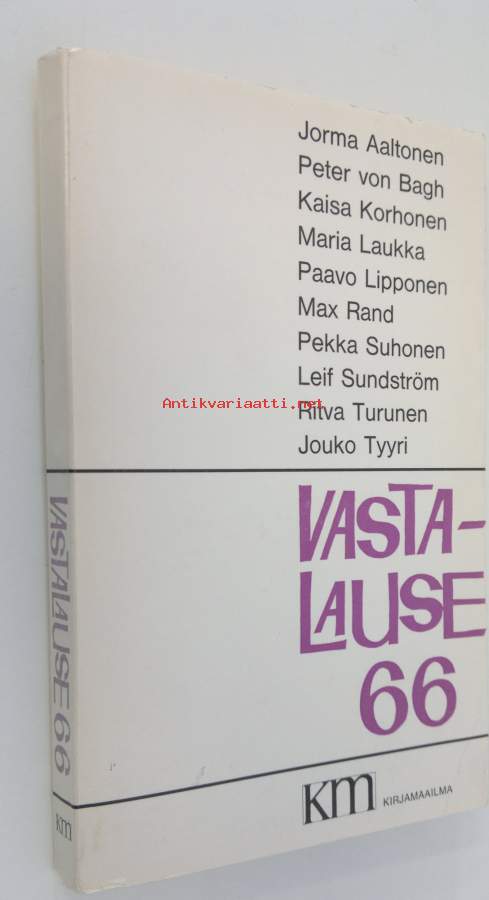 Jorma Aaltonen
Peter von Bagh
Kaisa Korhonen
Maria Laukka
Paavo Lipponen
Max Rand
Pekka Suhonen
Leif Sundström
Antikvariaatti.net
Ritva Turunen
Jouko Tyyri
VASTA-
LAUSE
66
km KIRJAMAAILMA
VASTALAUSE 66
km